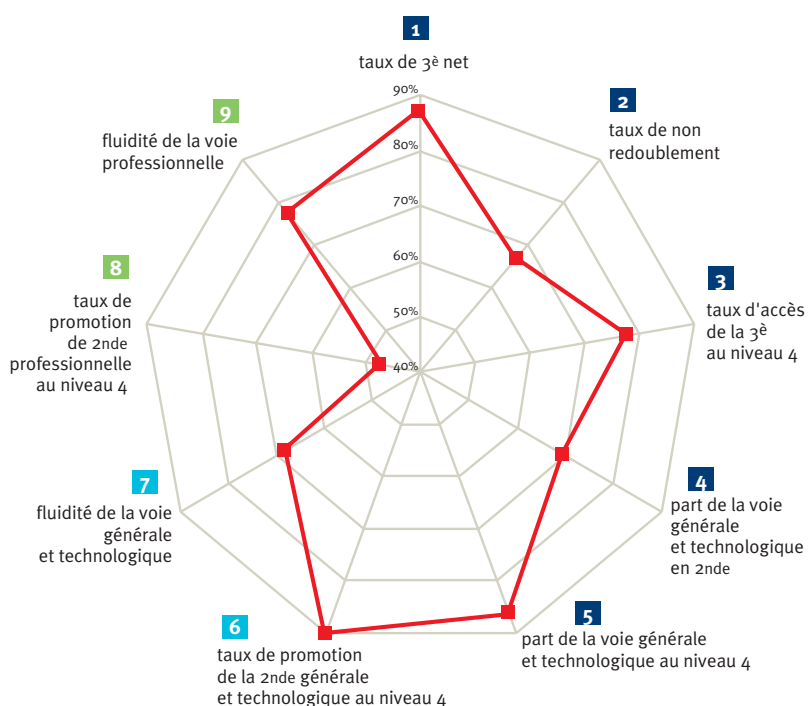 1
taux de 3è net
90%
80%
70%
60%
50%
40%
2
taux de non
redoublement
3
taux d'accès
de la 3è
au niveau 4
4
part de la voie
générale
et technologique
en 2nde
5
part de la voie générale
et technologique au niveau 4
6
taux de promotion
de la 2nde générale
et technologique au niveau 4
7
fluidité de la voie
générale
et technologique
8
taux de
promotion
de 2nde
professionnelle
au niveau 4
9
fluidité de la voie
professionnelle